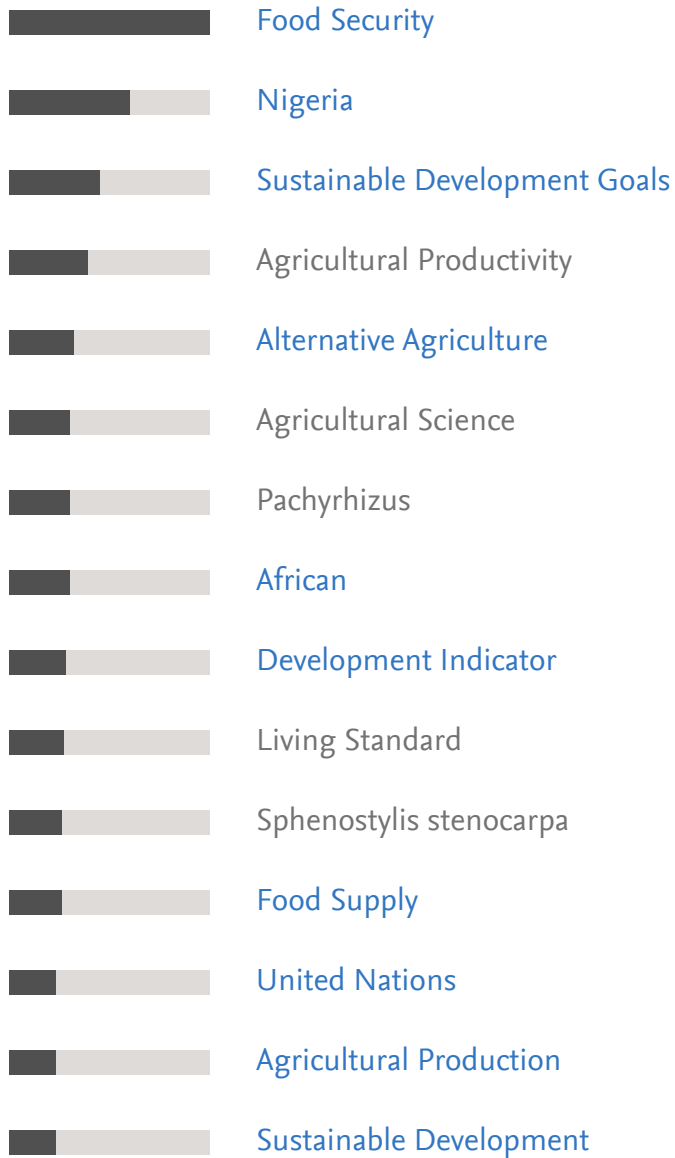 Food Security
Nigeria
Sustainable Development Goals
Agricultural Productivity
Alternative Agriculture
Agricultural Science
Pachyrhizus
African
Development Indicator
Living Standard
Sphenostylis stenocarpa
Food Supply
United Nations
Agricultural Production
Sustainable Development